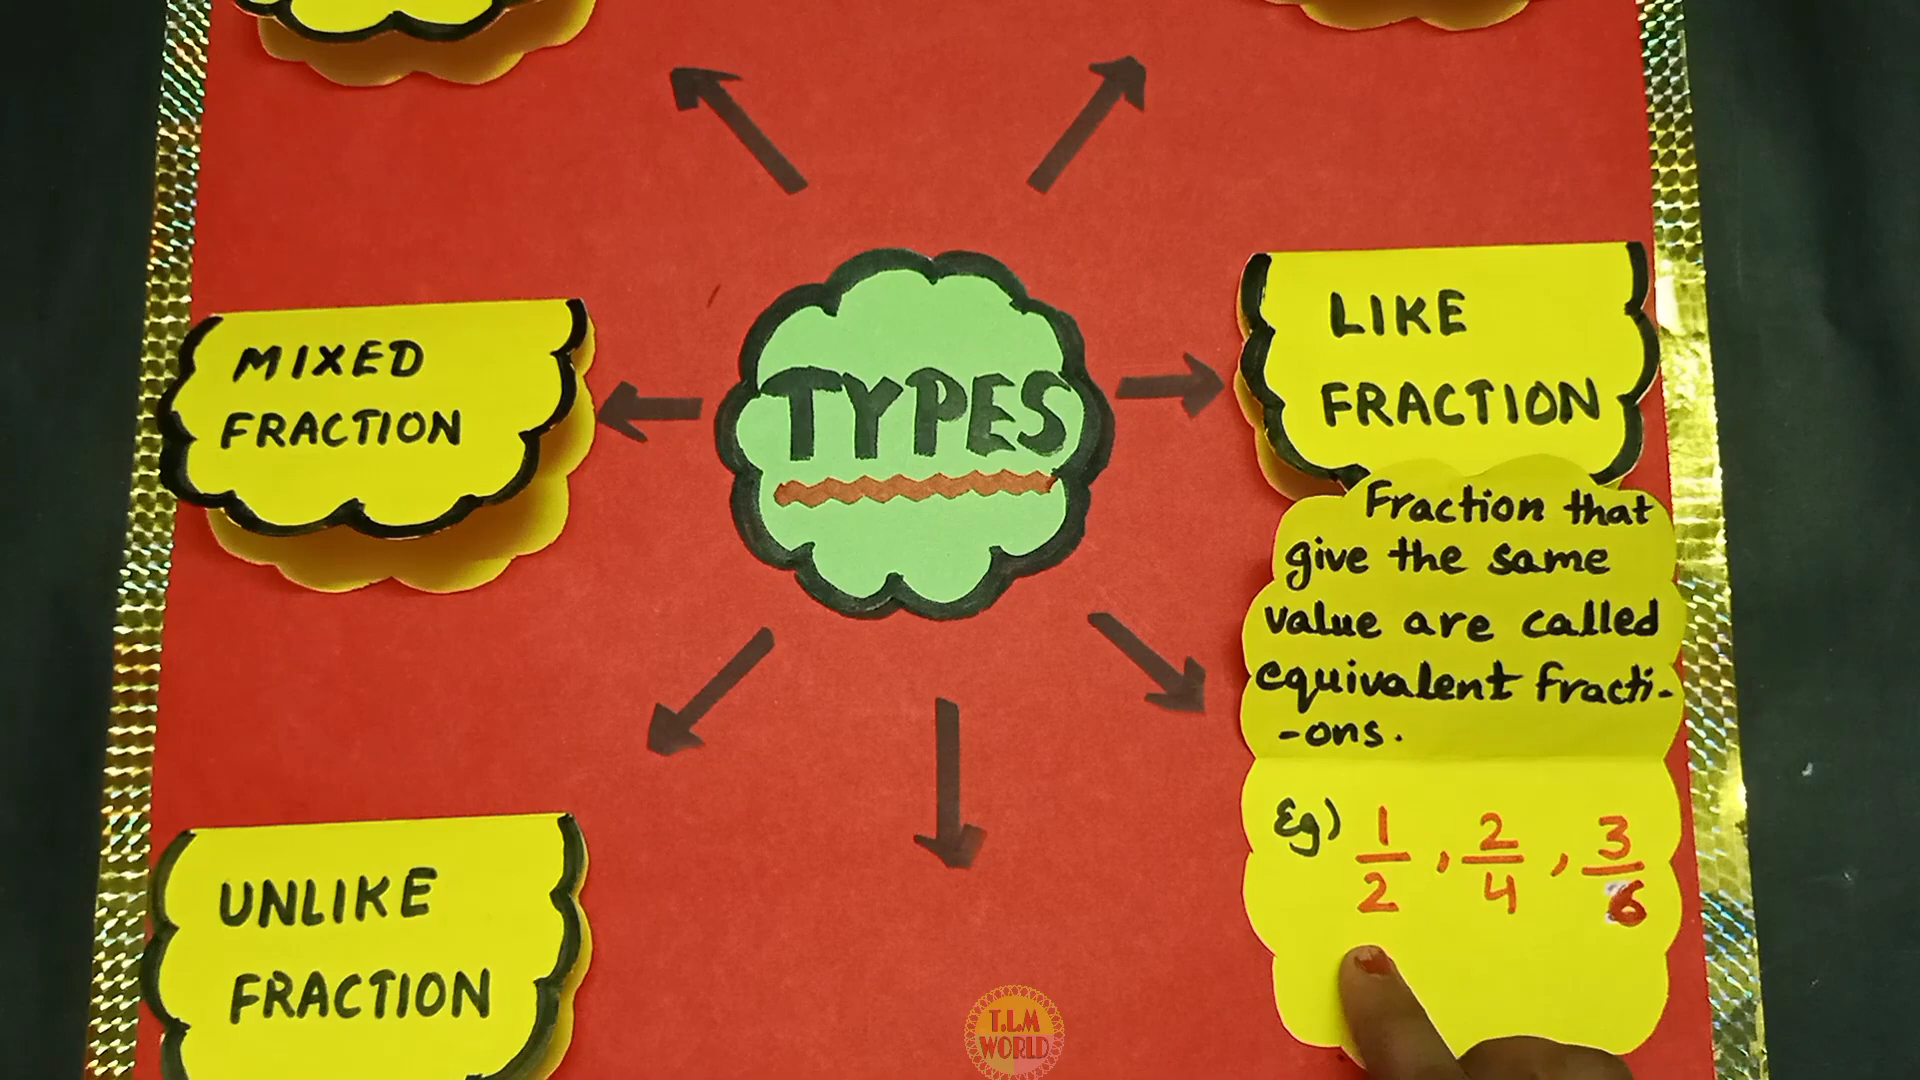 TYPES
MIXED
FRACTION
LIKE
FRACTION
Fraction that
give the same
value are called
equivalent fracti-
-ons.
Eg) 1/2, 2/4, 3/6
UNLIKE
FRACTION
T.L.M
WORLD